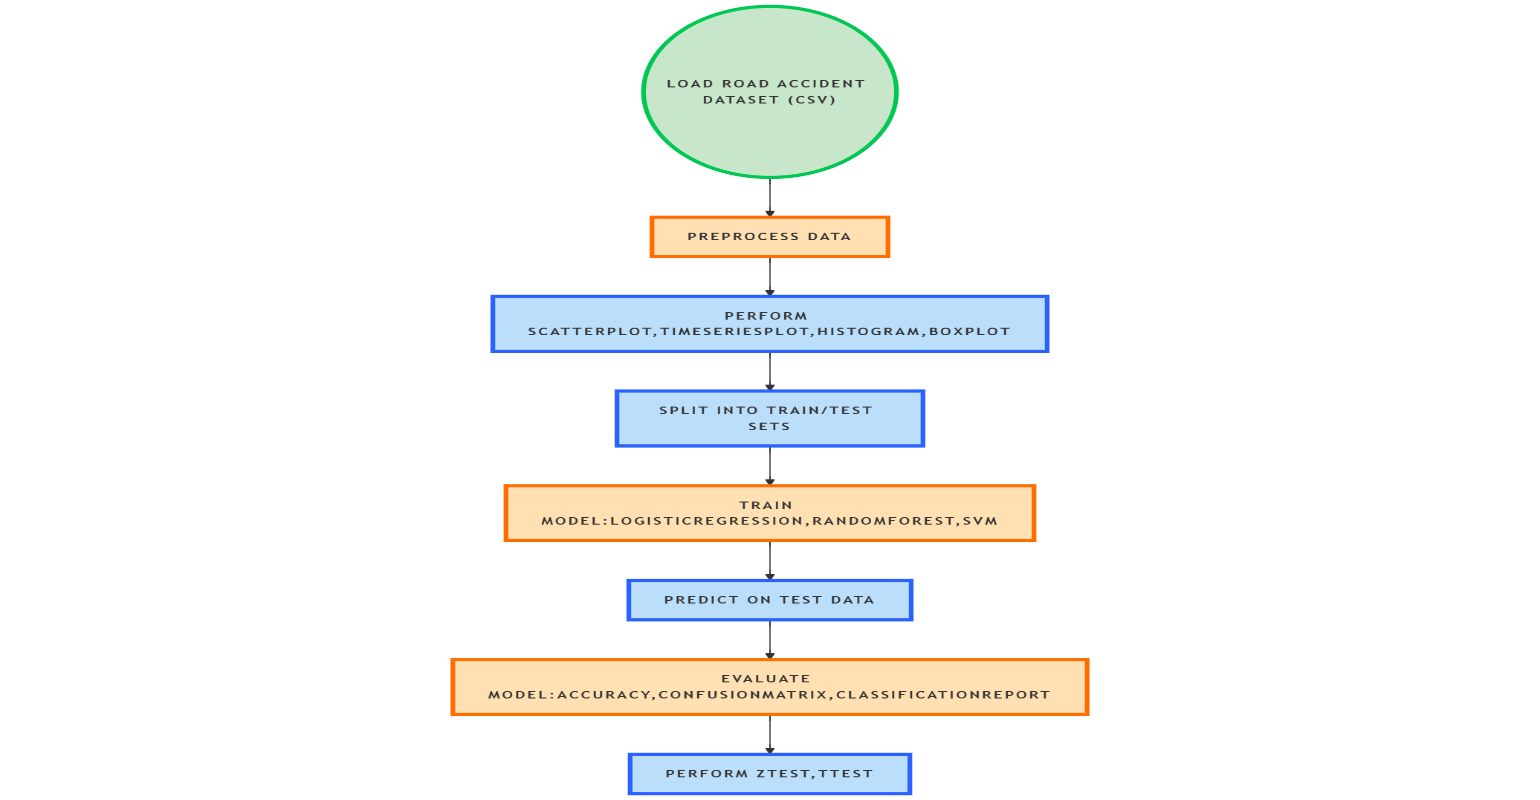 LOAD ROAD ACCIDENT
DATASET (CSV)
PREPROCESS DATA
PERFORM
SCATTERPLOT,TIMESERIESPLOT,HISTOGRAM,BOXPLOT
SPLIT INTO TRAIN/TEST
SETS
TRAIN
MODEL:LOGISTICREGRESSION,RANDOMFOREST,SVM
PREDICT ON TEST DATA
EVALUATE
MODEL:ACCURACY,CONFUSIONMATRIX,CLASSIFICATIONREPORT
PERFORM ZTEST,TTEST